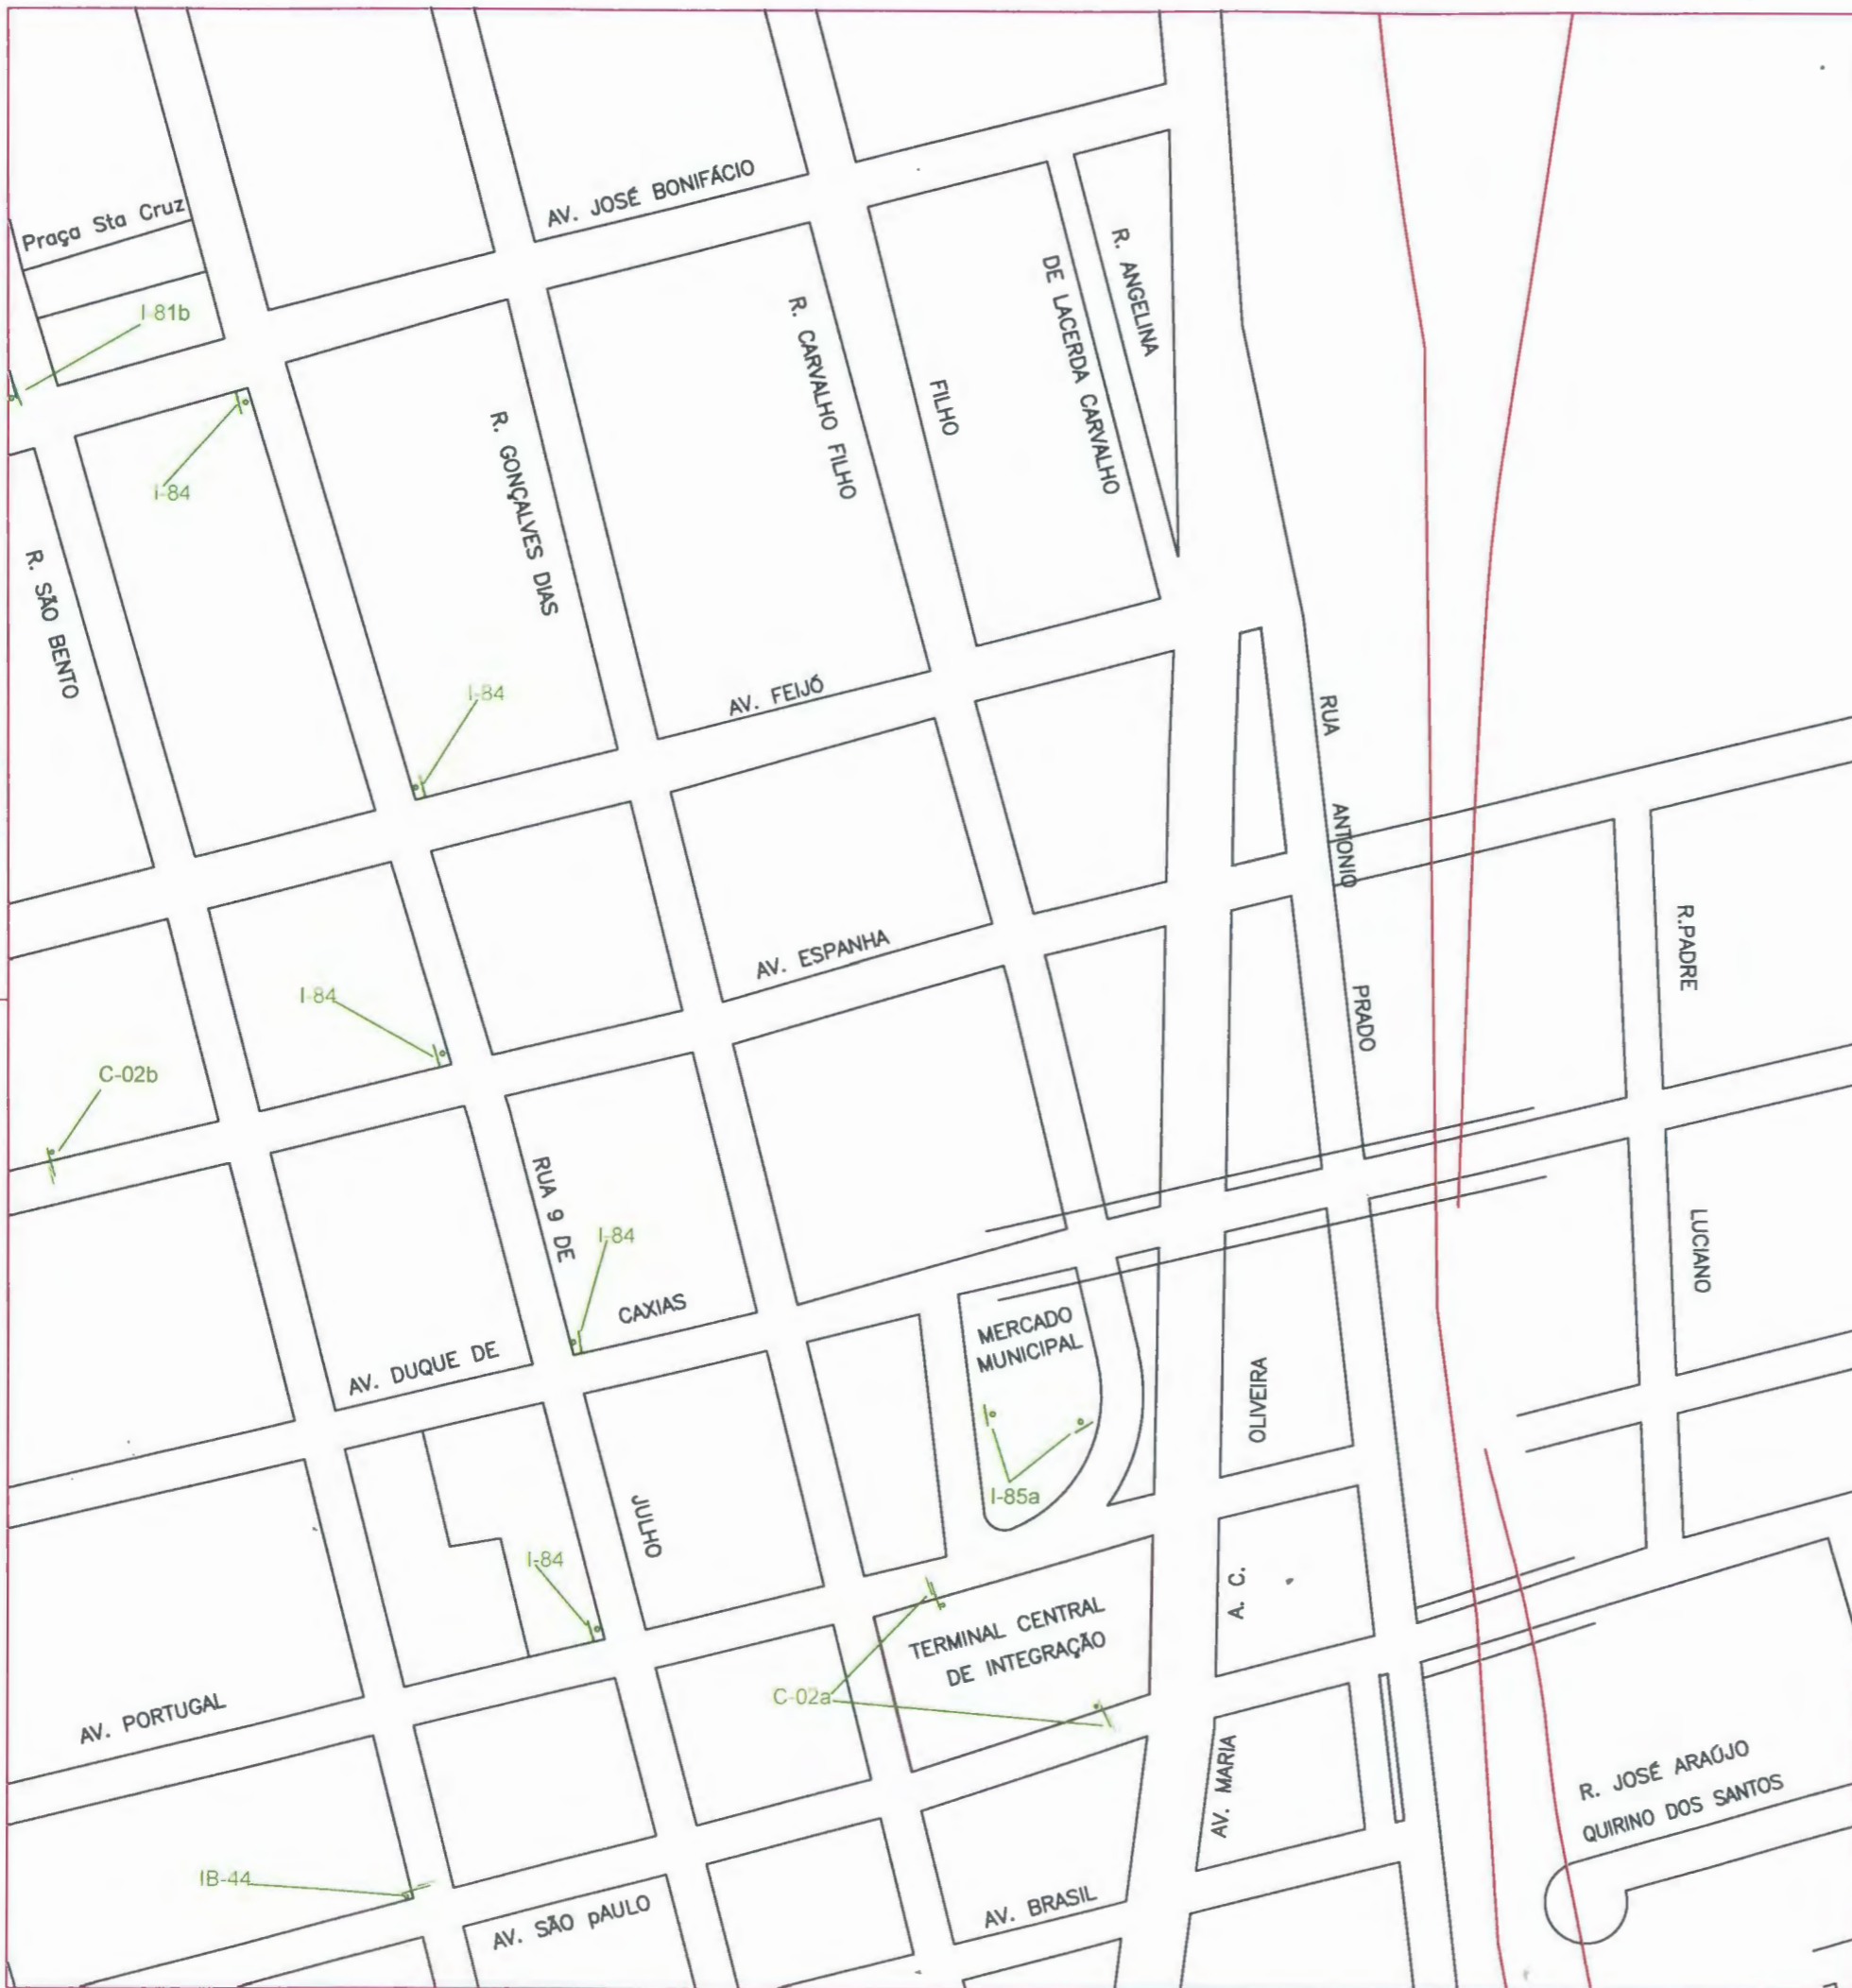 AV. JOSÉ BONIFÁCIO
Praça Sta Cruz
R. ANGELINA
DE LACERDA CARVALHO
I-81b
R. CARVALHO FILHO
FILHO
R. GONÇALVES DIAS
I-84
R. SÃO BENTO
I-84
AV. FEIJÓ
RUA
ANTONIO
PRADO
R.PADRE
LUCIANO
AV. ESPANHA
I-84
C-02b
RUA 9 DE
JULHO
I-84
CAXIAS
AV. DUQUE DE
MERCADO
MUNICIPAL
OLIVEIRA
I-85a
I-84
A. C.
TERMINAL CENTRAL
DE INTEGRAÇÃO
C-02a
AV. PORTUGAL
AV. MARIA
R. JOSÉ ARAÚJO
QUIRINO DOS SANTOS
IB-44
AV. SÃO pAULO
AV. BRASIL